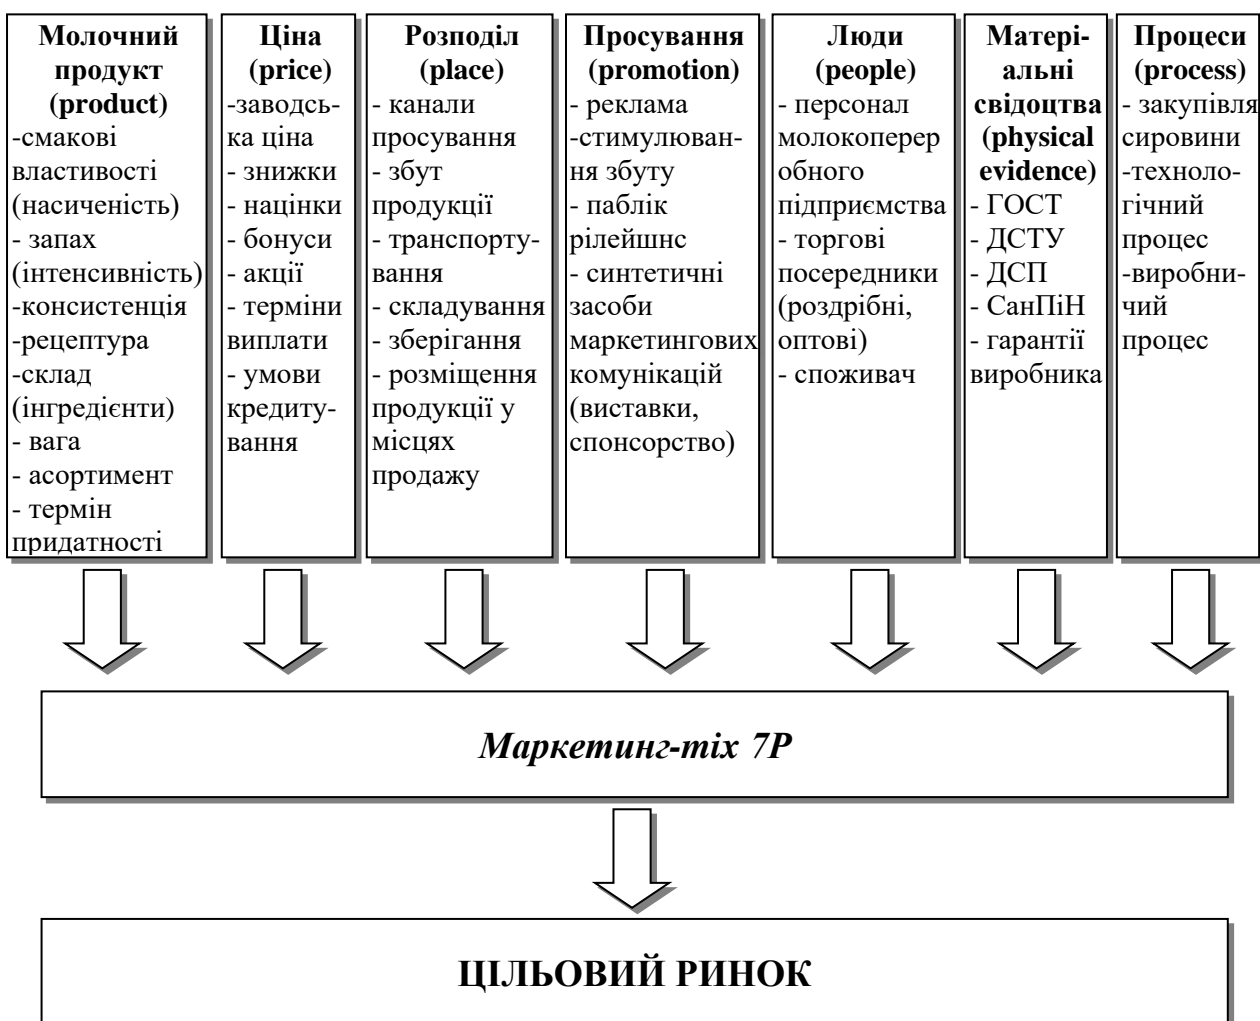 Молочний
продукт
(product)
-смакові
властивості
(насиченість)
- запах
(інтенсивність)
-консистенція
-рецептура
-склад
(інгредієнти)
- вага
- асортимент
- термін
придатності
Ціна
(price)
-заводсь-
ка ціна
- знижки
- націнки
- бонуси
- акції
- терміни
виплати
- умови
кредиту-
вання
Розподіл
(place)
- канали
просування
- збут
продукції
- транспорту-
вання
- складування
- зберігання
- розміщення
продукції у
місцях
продажу
Просування
(promotion)
- реклама
-стимулюван-
ня збуту
- паблік
рілейшнс
- синтетичні
засоби
маркетингових
комунікацій
(виставки,
спонсорство)
Люди
(people)
- персонал
молокоперер
обного
підприємства
- торгові
посередники
(роздрібні,
оптові)
- споживач
Матері-
альні
свідоцтва
(physical
evidence)
- ГОСТ
- ДСТУ
- ДСП
- СанПіН
- гарантії
виробника
Процеси
(process)
- закупівля
сировини
-техноло-
гічний
процес
-виробни-
чий
процес
Маркетинг-тіх 7Р
ЦІЛЬОВИЙ РИНОК